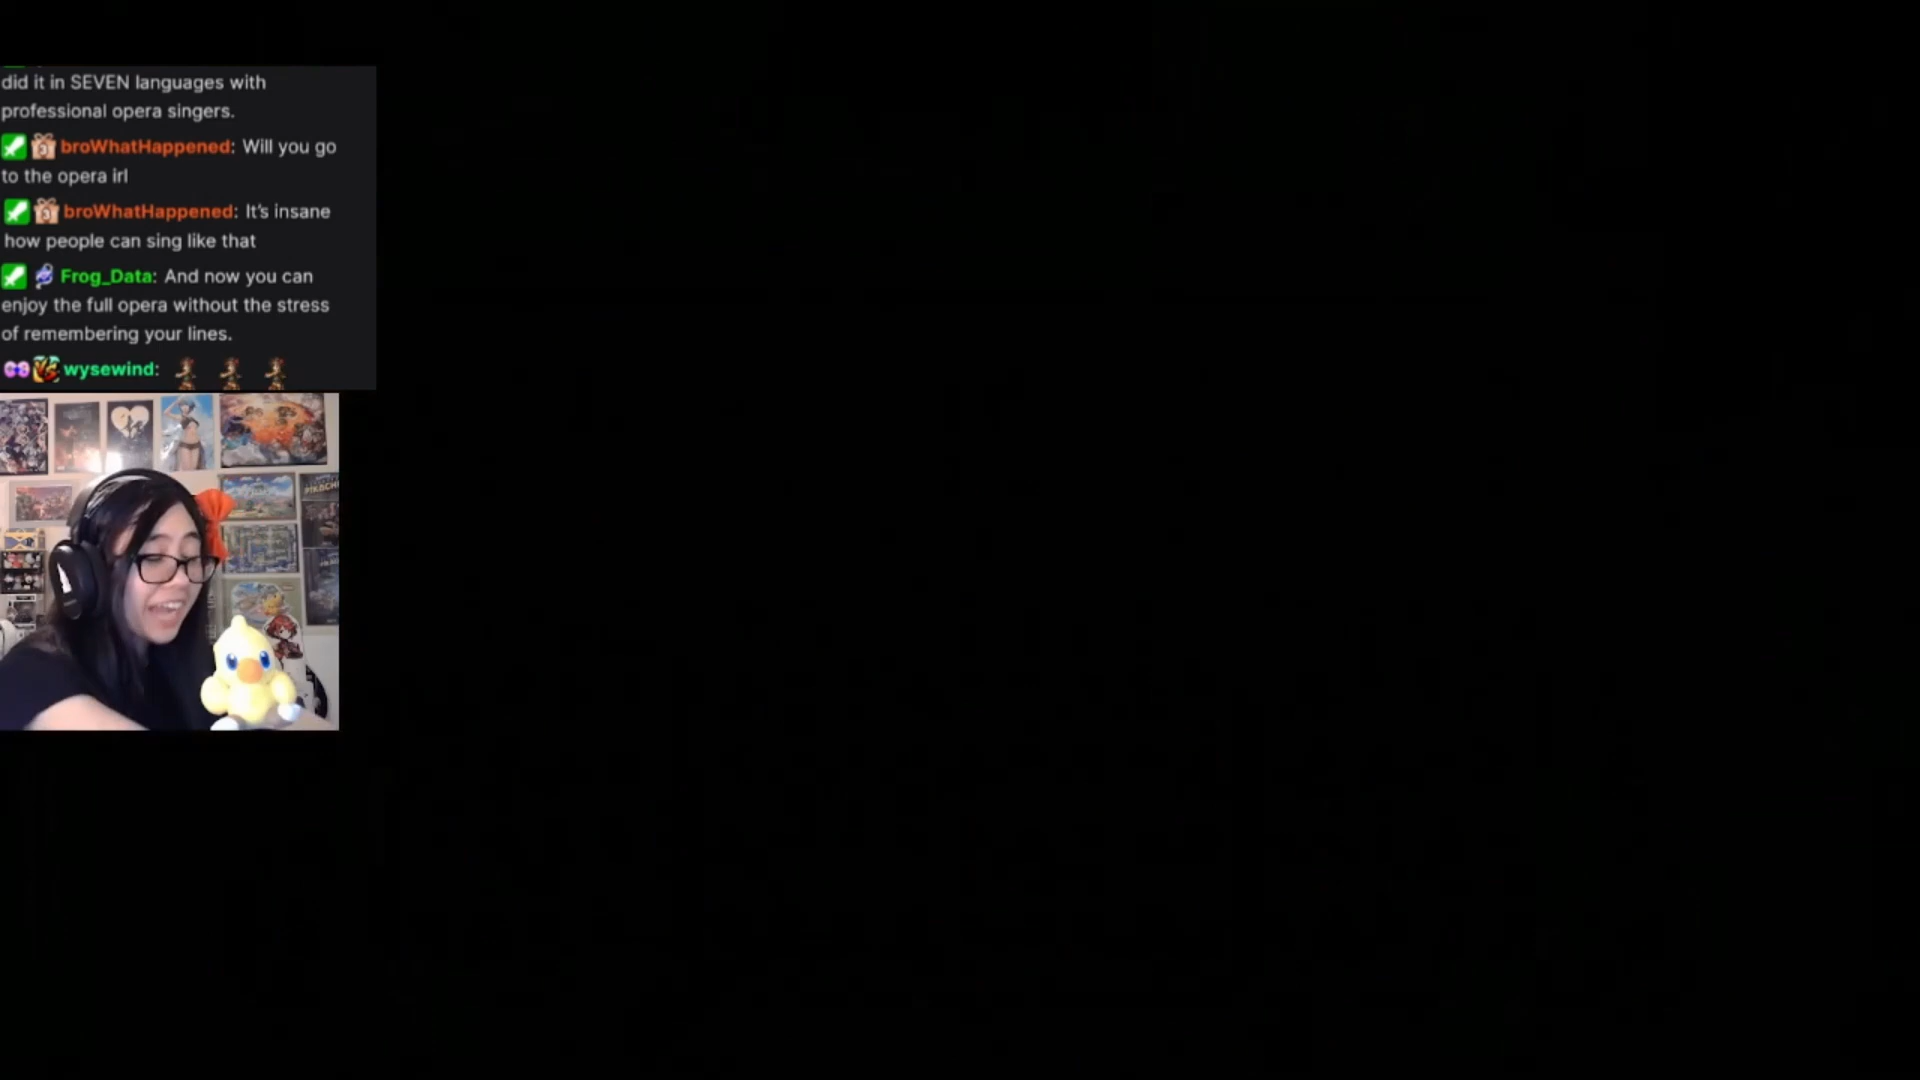 did it in SEVEN languages with
professional opera singers.
broWhatHappened: Will you go
to the opera irl
broWhatHappened: It's insane
how people can sing like that
Frog_Data: And now you can
enjoy the full opera without the stress
of remembering your lines.
wysewind: